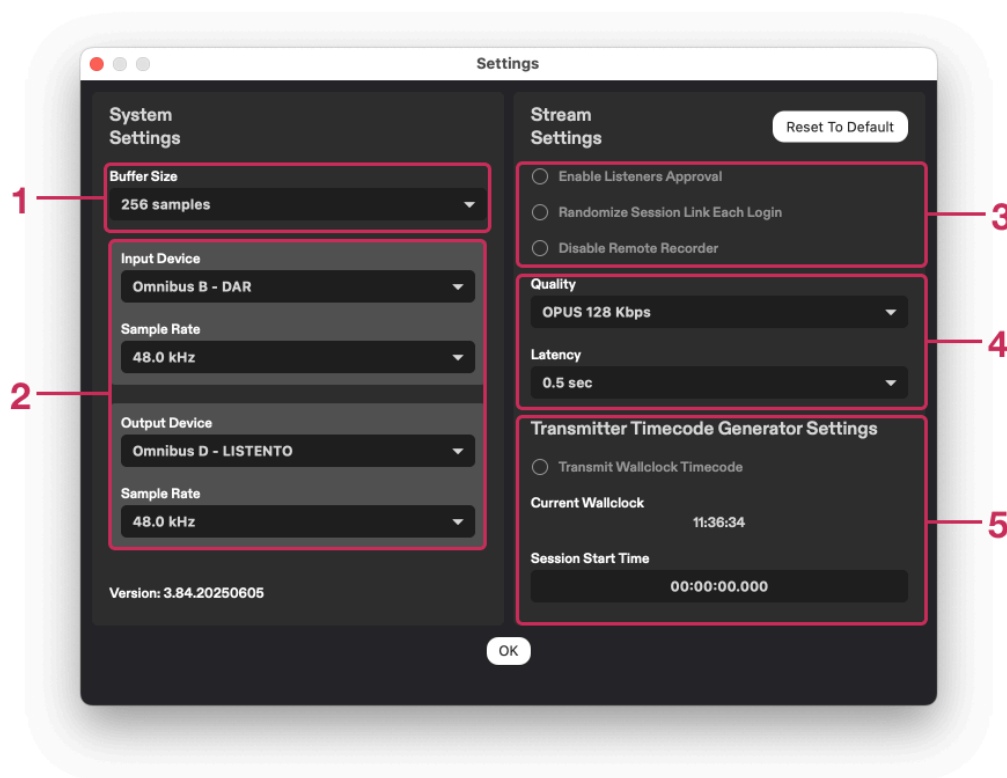 Settings
System
Settings
Buffer Size
256 samples
1
Input Device
Omnibus B - DAR
Sample Rate
48.0 kHz
2
Output Device
Omnibus D - LISTENTO
Sample Rate
48.0 kHz
Version: 3.84.20250605
Stream
Settings
Reset To Default
Enable Listeners Approval
Randomize Session Link Each Login
Disable Remote Recorder
3
Quality
OPUS 128 Kbps
Latency
0.5 sec
4
Transmitter Timecode Generator Settings
Transmit Wallclock Timecode
Current Wallclock
11:36:34
5
Session Start Time
00:00:00.000
OK